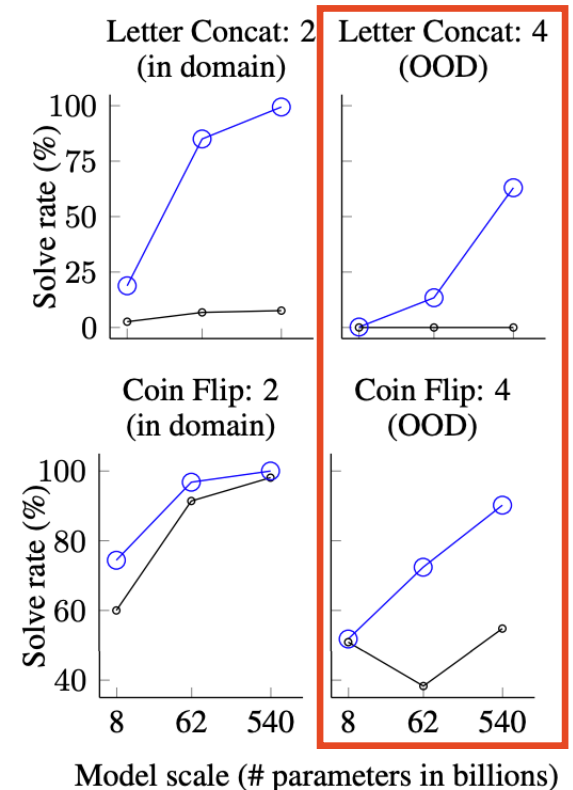 Letter Concat: 2
(in domain)
Letter Concat: 4
(OOD)
Solve rate (%)
100
75
50
25
0
Coin Flip: 2
(in domain)
Coin Flip: 4
(OOD)
Solve rate (%)
100
80
60
40
8 62 540
8 62 540
Model scale (# parameters in billions)